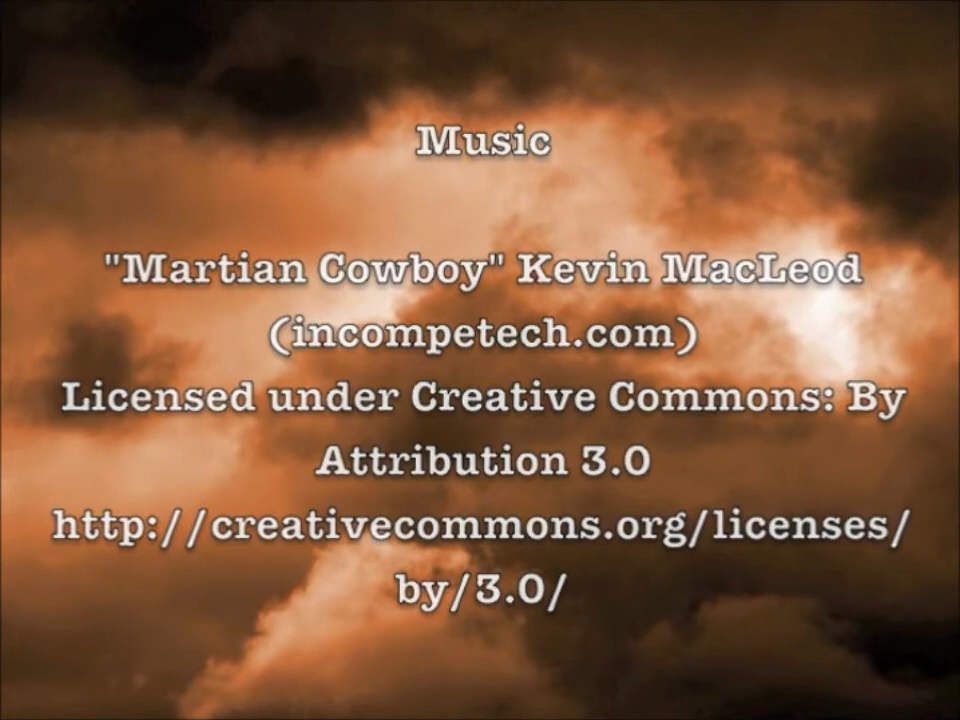 Music
"Martian Cowboy" Kevin MacLeod
(incompetech.com)
Licensed under Creative Commons: By
Attribution 3.0
http://creativecommons.org/licenses/
by/3.0/